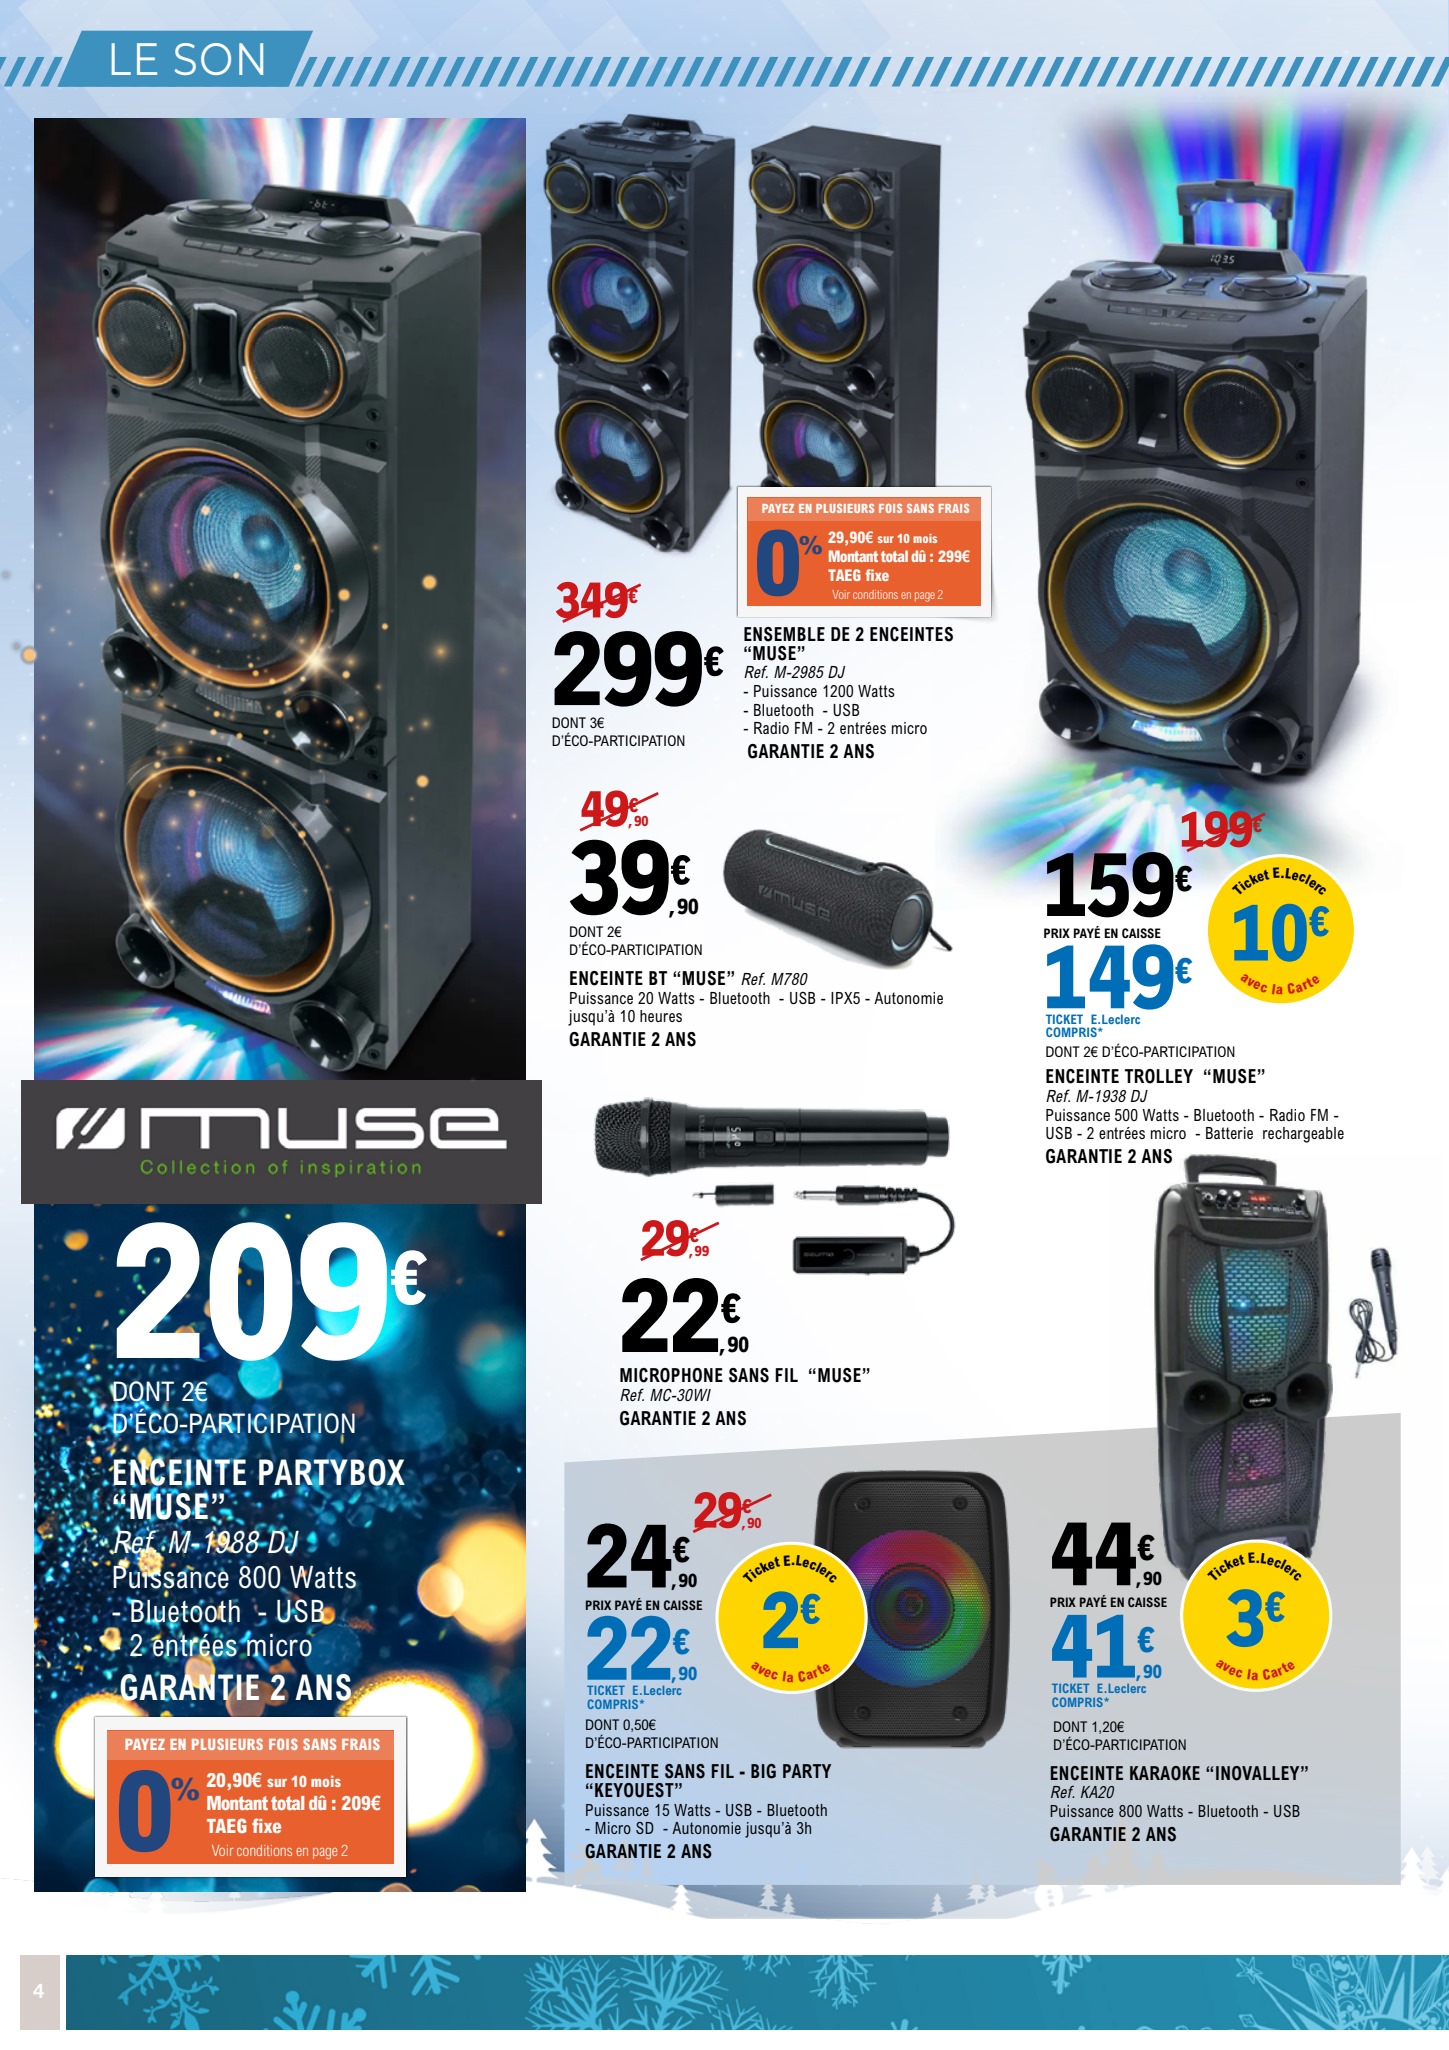 LE SON
muse
Collection of inspiration
209€
DONT 2€
D'ÉCO-PARTICIPATION
ENCEINTE PARTYBOX
“MUSE”
Ref. M-1988 DJ
Puissance 800 Watts
- Bluetooth - USB
- 2 entrées micro
GARANTIE 2 ANS
PAYEZ EN PLUSIEURS FOIS SANS FRAIS
0%
20,90€ sur 10 mois
Montant total dû : 209€
TAEG fixe
Voir conditions en page 2
PAYEZ EN PLUSIEURS FOIS SANS FRAIS
0%
29,90€ sur 10 mois
Montant total dû : 299€
TAEG fixe
Voir conditions en page 2
349€
299€
DONT 3€
D'ÉCO-PARTICIPATION
ENSEMBLE DE 2 ENCEINTES
“MUSE”
Ref. M-2985 DJ
- Puissance 1200 Watts
- Bluetooth - USB
- Radio FM - 2 entrées micro
GARANTIE 2 ANS
49€,90
39€,90
DONT 2€
D'ÉCO-PARTICIPATION
muse
ENCEINTE BT “MUSE” Ref. M780
Puissance 20 Watts - Bluetooth - USB - IPX5 - Autonomie
jusqu'à 10 heures
GARANTIE 2 ANS
103.5
199€
159€
PRIX PAYÉ EN CAISSE
149€
TICKET E.Leclerc
COMPRIS*
Ticket E.Leclerc
10€
avec la Carte
DONT 2€ D'ÉCO-PARTICIPATION
ENCEINTE TROLLEY “MUSE”
Ref. M-1938 DJ
Puissance 500 Watts - Bluetooth - Radio FM -
USB - 2 entrées micro - Batterie rechargeable
GARANTIE 2 ANS
29€,99
22€,90
MICROPHONE SANS FIL “MUSE”
Ref. MC-30WI
GARANTIE 2 ANS
29€,90
24€,90
PRIX PAYÉ EN CAISSE
22€,90
TICKET E.Leclerc
COMPRIS*
Ticket E.Leclerc
2€
avec la Carte
DONT 0,50€
D'ÉCO-PARTICIPATION
ENCEINTE SANS FIL - BIG PARTY
“KEYOUEST”
Puissance 15 Watts - USB - Bluetooth
- Micro SD - Autonomie jusqu'à 3h
GARANTIE 2 ANS
44€,90
PRIX PAYÉ EN CAISSE
41€,90
TICKET E.Leclerc
COMPRIS*
Ticket E.Leclerc
3€
avec la Carte
DONT 1,20€
D'ÉCO-PARTICIPATION
ENCEINTE KARAOKE “INOVALLEY”
Ref. KA20
Puissance 800 Watts - Bluetooth - USB
GARANTIE 2 ANS
4